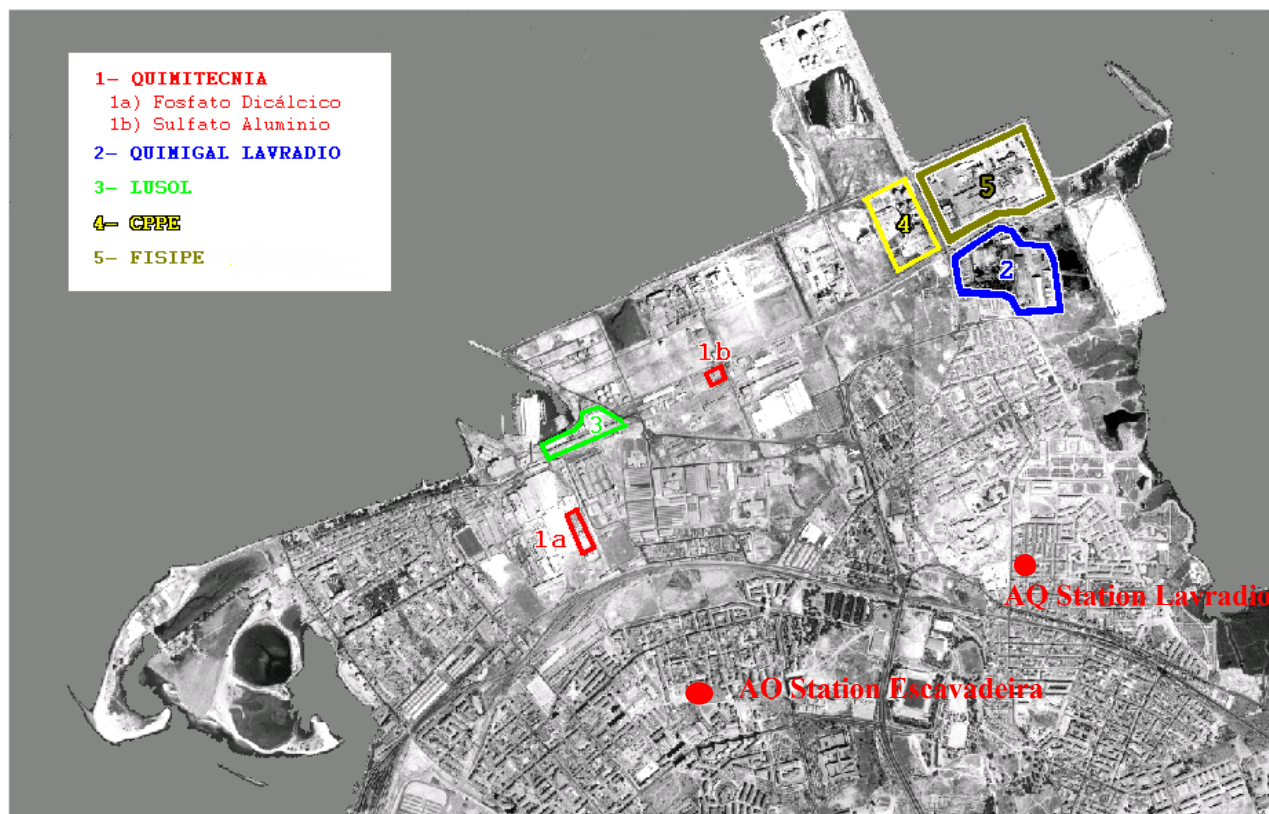 1- QUIMITECNIA
1a) Fosfato Dicálcico
1b) Sulfato Aluminio
2- QUIMIGAL LAVRADIO
3- LUSOL
4- CPPE
5- FISIPE
5
4
2
1b
3
1a
AQ Station Lavradio
AQ Station Escavadeira